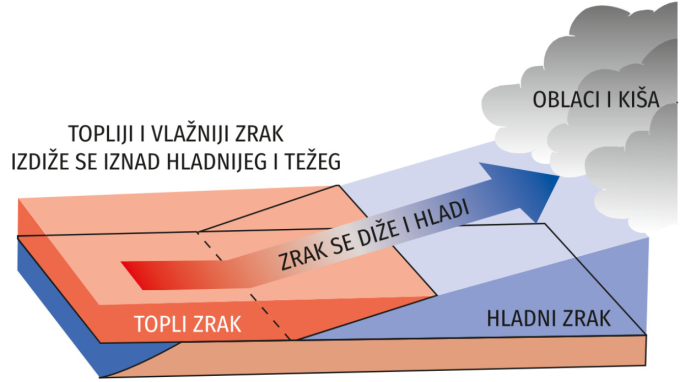 OBLACI I KIŠA
TOPLIJI I VLAŽNIJI ZRAK
IZDIŽE SE IZNAD HLADNIJEG I TEŽEG
ZRAK SE DIŽE I HLADI
TOPLI ZRAK
HLADNI ZRAK